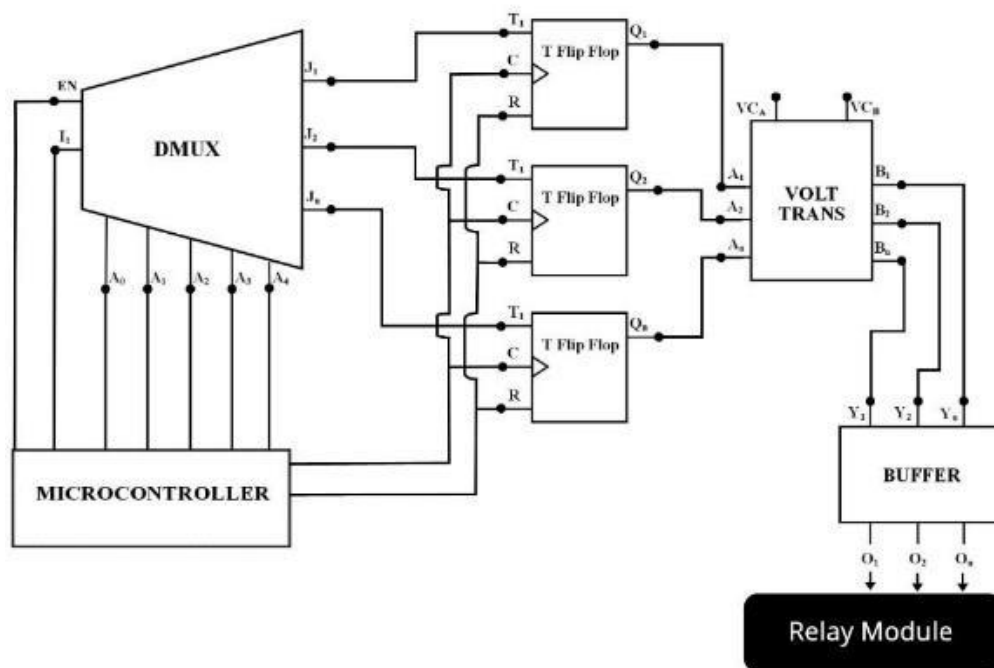 T₁
Q₁
T Flip Flop
C
R
EN
J₁
I₁
DMUX
J₂
Jₙ
A₀
A₁
A₂
A₃
A₄
T₁
Q₂
T Flip Flop
C
R
T₁
Qₙ
T Flip Flop
C
R
VC_A
VC_B
A₁
B₁
VOLT
TRANS
A₂
B₂
Aₙ
Bₙ
MICROCONTROLLER
Y₁
Y₂
Yₙ
BUFFER
O₁
O₂
Oₙ
Relay Module